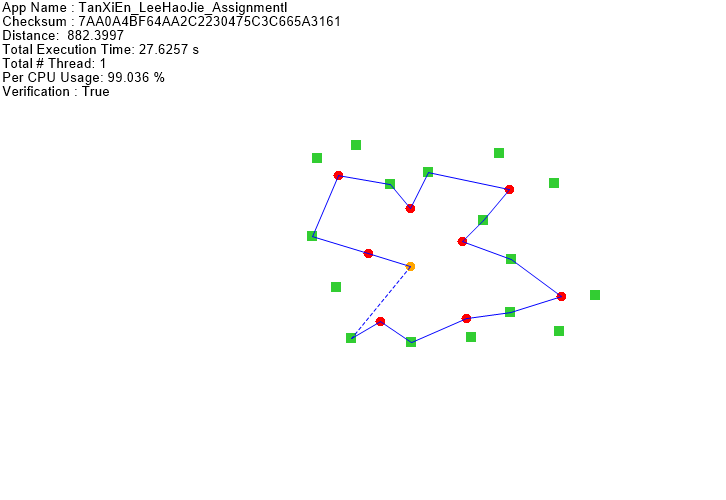 App Name : TanXiEn_LeeHaoJie_AssignmentI
Checksum : 7AA0A4BF64AA2C2230475C3C665A3161
Distance:  882.3997
Total Execution Time: 27.6257 s
Total # Thread: 1
Per CPU Usage: 99.036 %
Verification : True